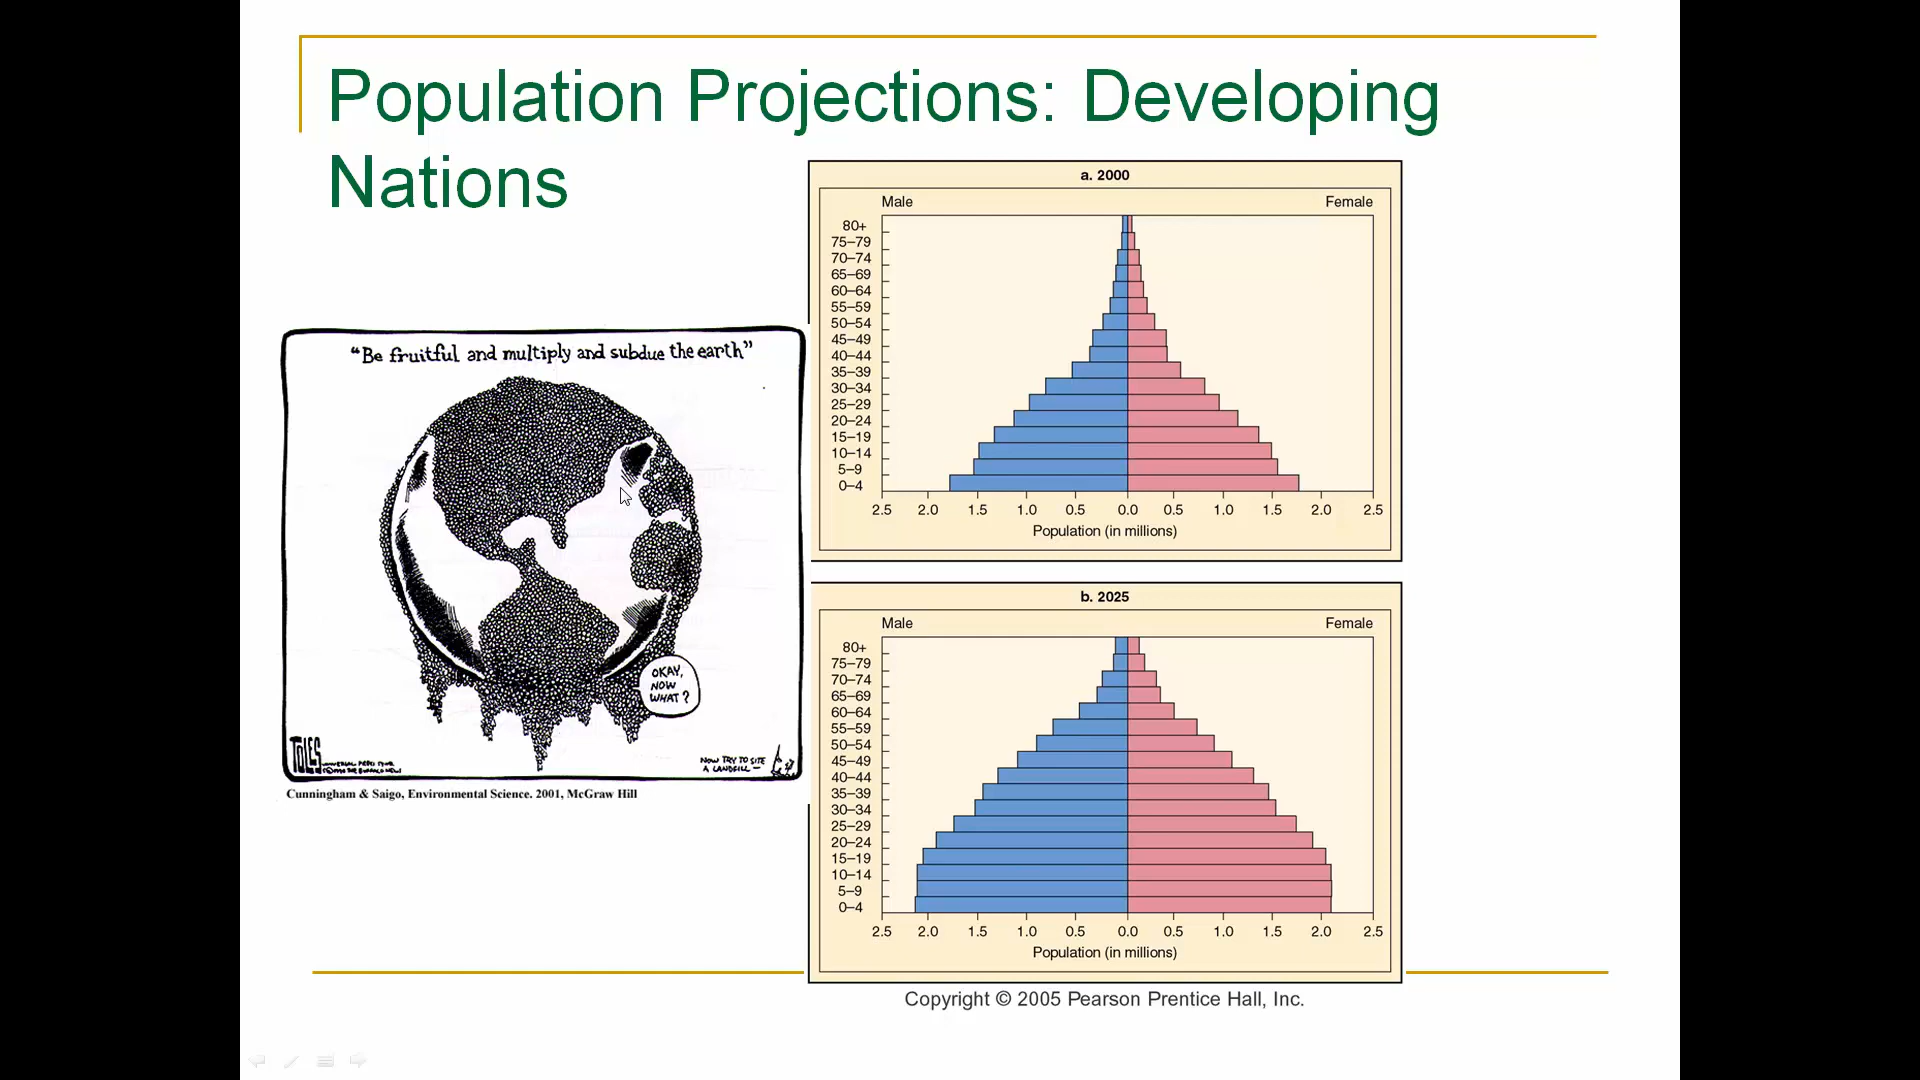 Population Projections: Developing
Nations
"Be fruitful and multiply and subdue the earth"
OKAY,
NOW
WHAT?
TOLES
NOW TRY TO SITE
A LANDFILL—
Cunningham & Saigo, Environmental Science. 2001, McGraw Hill
a. 2000
Male Female
80+
75–79
70–74
65–69
60–64
55–59
50–54
45–49
40–44
35–39
30–34
25–29
20–24
15–19
10–14
5–9
0–4
2.5 2.0 1.5 1.0 0.5 0.0 0.5 1.0 1.5 2.0 2.5
Population (in millions)
b. 2025
Male Female
80+
75–79
70–74
65–69
60–64
55–59
50–54
45–49
40–44
35–39
30–34
25–29
20–24
15–19
10–14
5–9
0–4
2.5 2.0 1.5 1.0 0.5 0.0 0.5 1.0 1.5 2.0 2.5
Population (in millions)
Copyright © 2005 Pearson Prentice Hall, Inc.